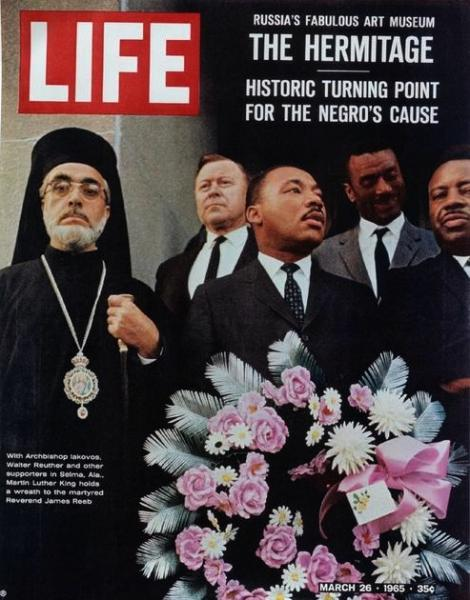 LIFE
RUSSIA'S FABULOUS ART MUSEUM
THE HERMITAGE
HISTORIC TURNING POINT
FOR THE NEGRO'S CAUSE
With Archbishop Iakovos,
Walter Reuther and other
supporters in Selma, Ala.,
Martin Luther King holds
a wreath to the martyred
Reverend James Reeb
MARCH 26 · 1965 · 35¢
®